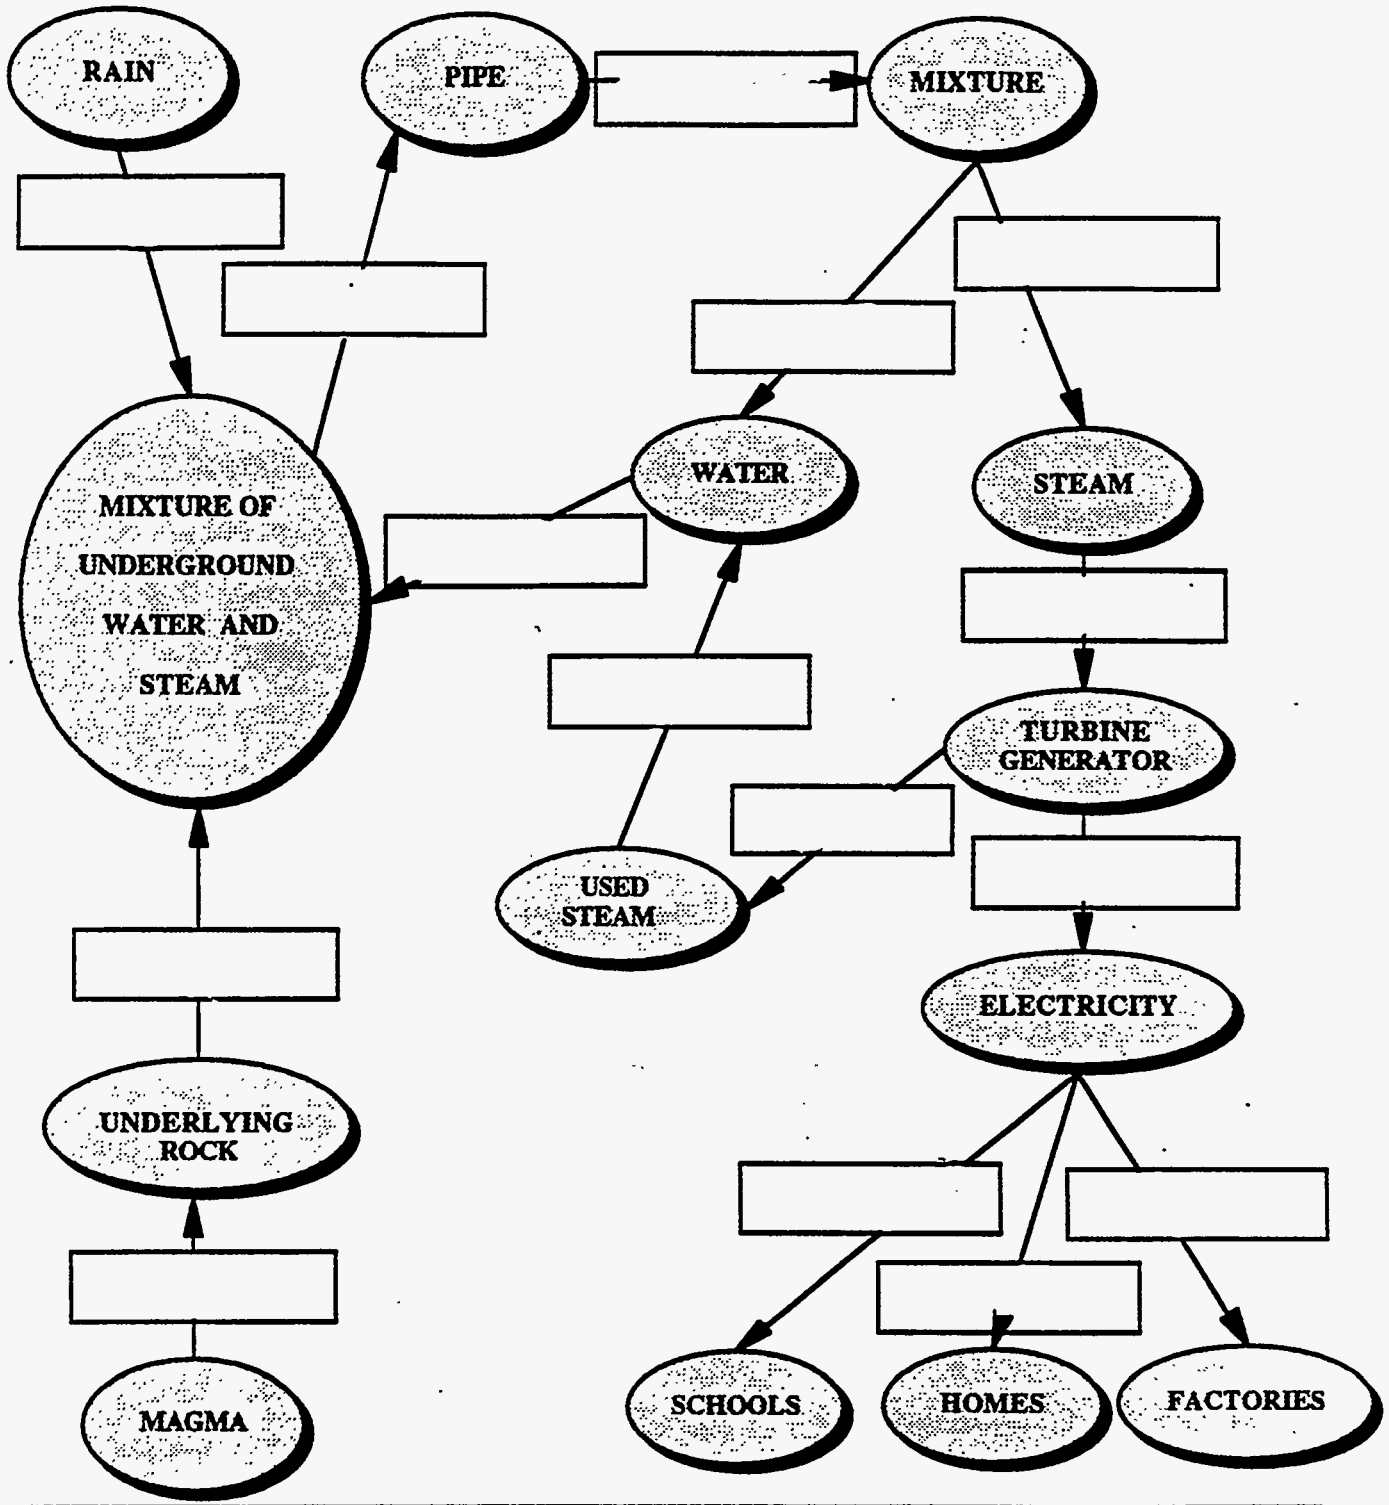 RAIN
PIPE
MIXTURE
MIXTURE OF
UNDERGROUND
WATER AND
STEAM
WATER
STEAM
TURBINE
GENERATOR
USED
STEAM
ELECTRICITY
UNDERLYING
ROCK
MAGMA
SCHOOLS
HOMES
FACTORIES